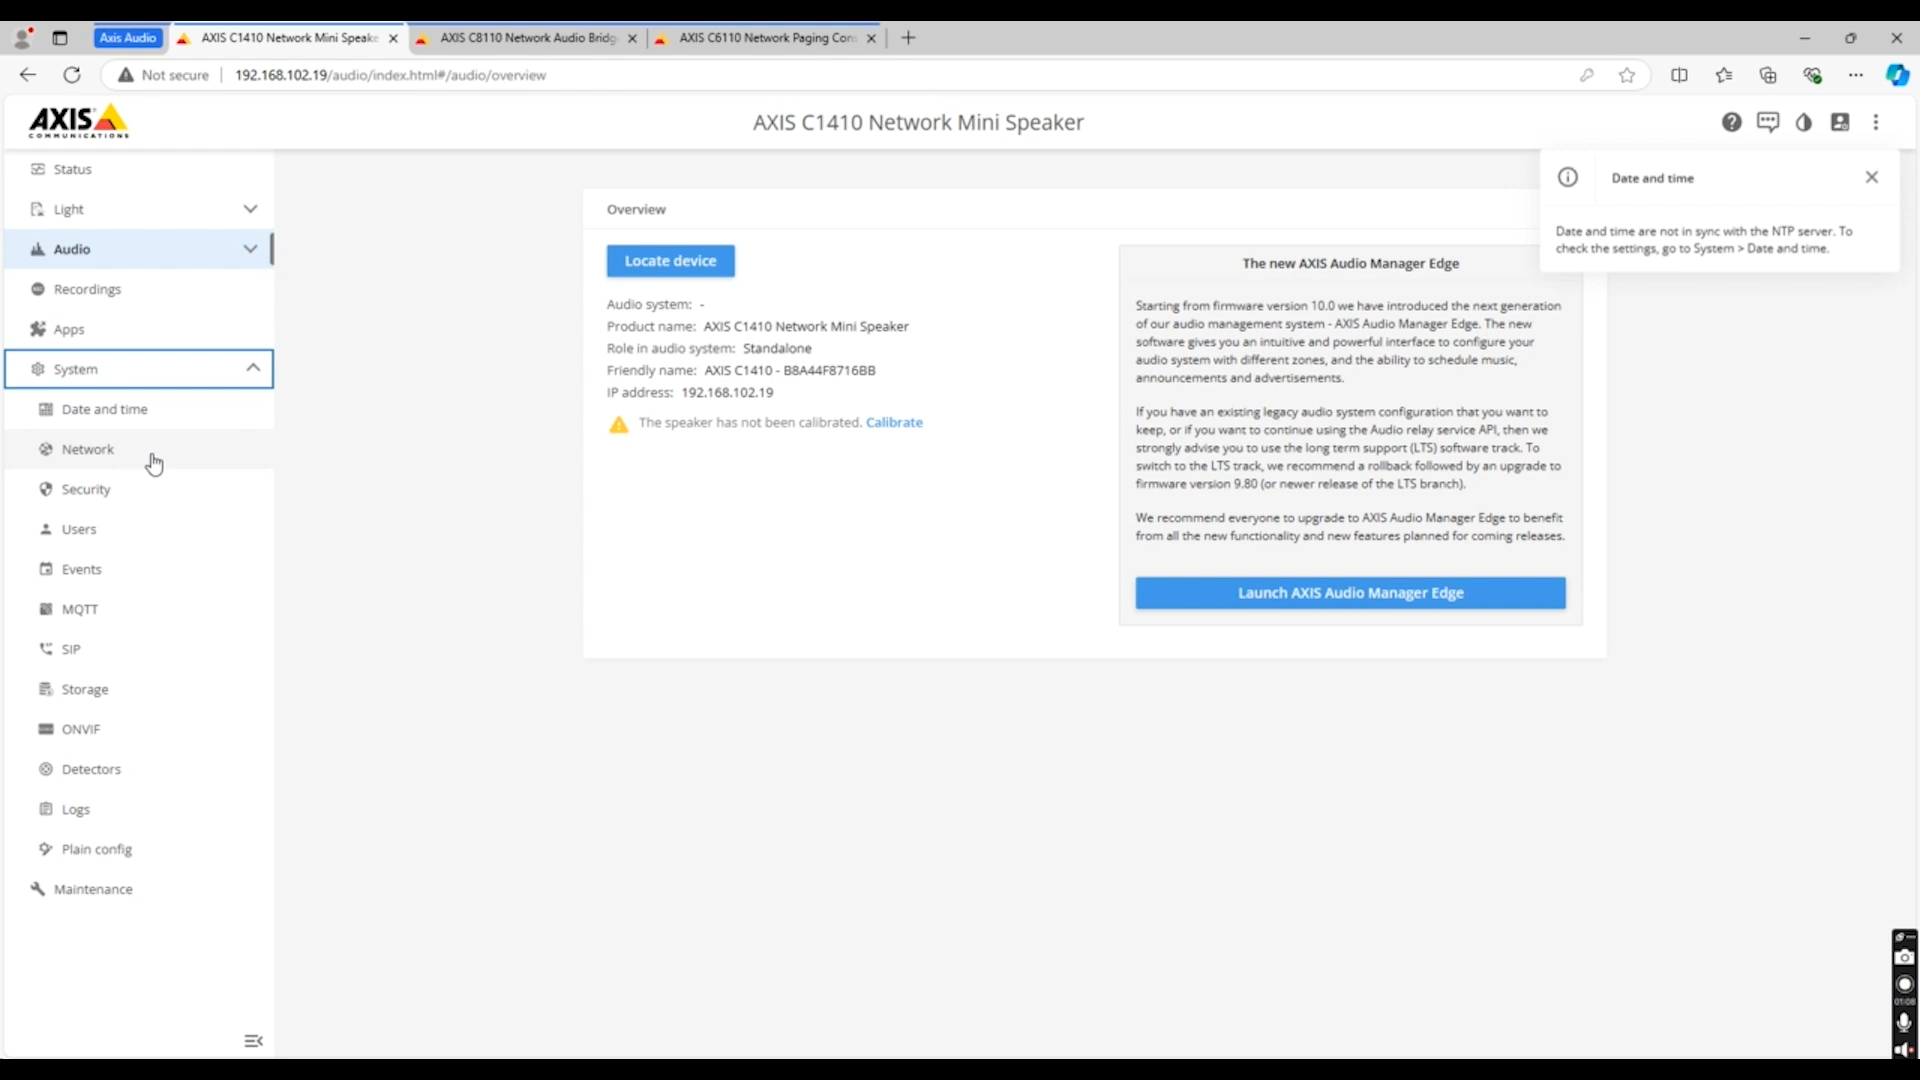 Axis Audio
AXIS C1410 Network Mini Speake
AXIS C8110 Network Audio Bridg
AXIS C6110 Network Paging Con
Not secure
192.168.102.19/audio/index.html#/audio/overview
AXIS
COMMUNICATIONS
AXIS C1410 Network Mini Speaker
Status
Light
Audio
Recordings
Apps
System
Date and time
Network
Security
Users
Events
MQTT
SIP
Storage
ONVIF
Detectors
Logs
Plain config
Maintenance
Overview
Locate device
Audio system: -
Product name: AXIS C1410 Network Mini Speaker
Role in audio system: Standalone
Friendly name: AXIS C1410 - B8A44F8716BB
IP address: 192.168.102.19
The speaker has not been calibrated. Calibrate
The new AXIS Audio Manager Edge
Starting from firmware version 10.0 we have introduced the next generation
of our audio management system - AXIS Audio Manager Edge. The new
software gives you an intuitive and powerful interface to configure your
audio system with different zones, and the ability to schedule music,
announcements and advertisements.
If you have an existing legacy audio system configuration that you want to
keep, or if you want to continue using the Audio relay service API, then we
strongly advise you to use the long term support (LTS) software track. To
switch to the LTS track, we recommend a rollback followed by an upgrade to
firmware version 9.80 (or newer release of the LTS branch).
We recommend everyone to upgrade to AXIS Audio Manager Edge to benefit
from all the new functionality and new features planned for coming releases.
Launch AXIS Audio Manager Edge
Date and time
Date and time are not in sync with the NTP server. To
check the settings, go to System > Date and time.
01:08